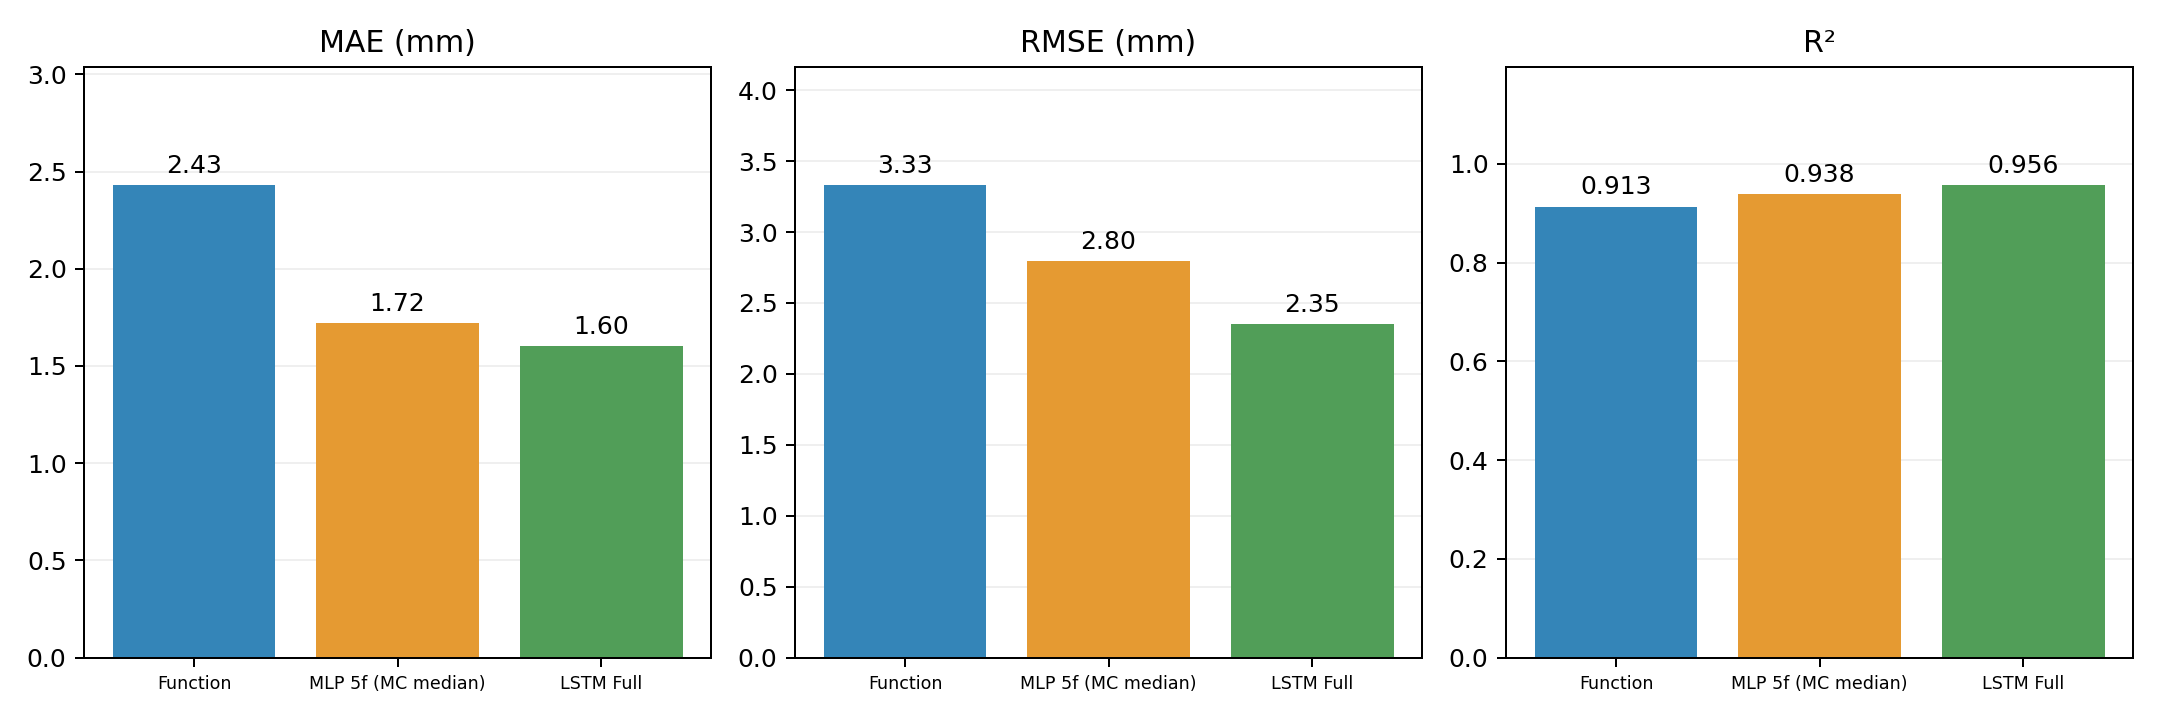 MAE (mm)
3.0
2.5
2.0
1.5
1.0
0.5
0.0
2.43
1.72
1.60
Function
MLP 5f (MC median)
LSTM Full
RMSE (mm)
4.0
3.5
3.0
2.5
2.0
1.5
1.0
0.5
0.0
3.33
2.80
2.35
Function
MLP 5f (MC median)
LSTM Full
R²
1.0
0.8
0.6
0.4
0.2
0.0
0.913
0.938
0.956
Function
MLP 5f (MC median)
LSTM Full